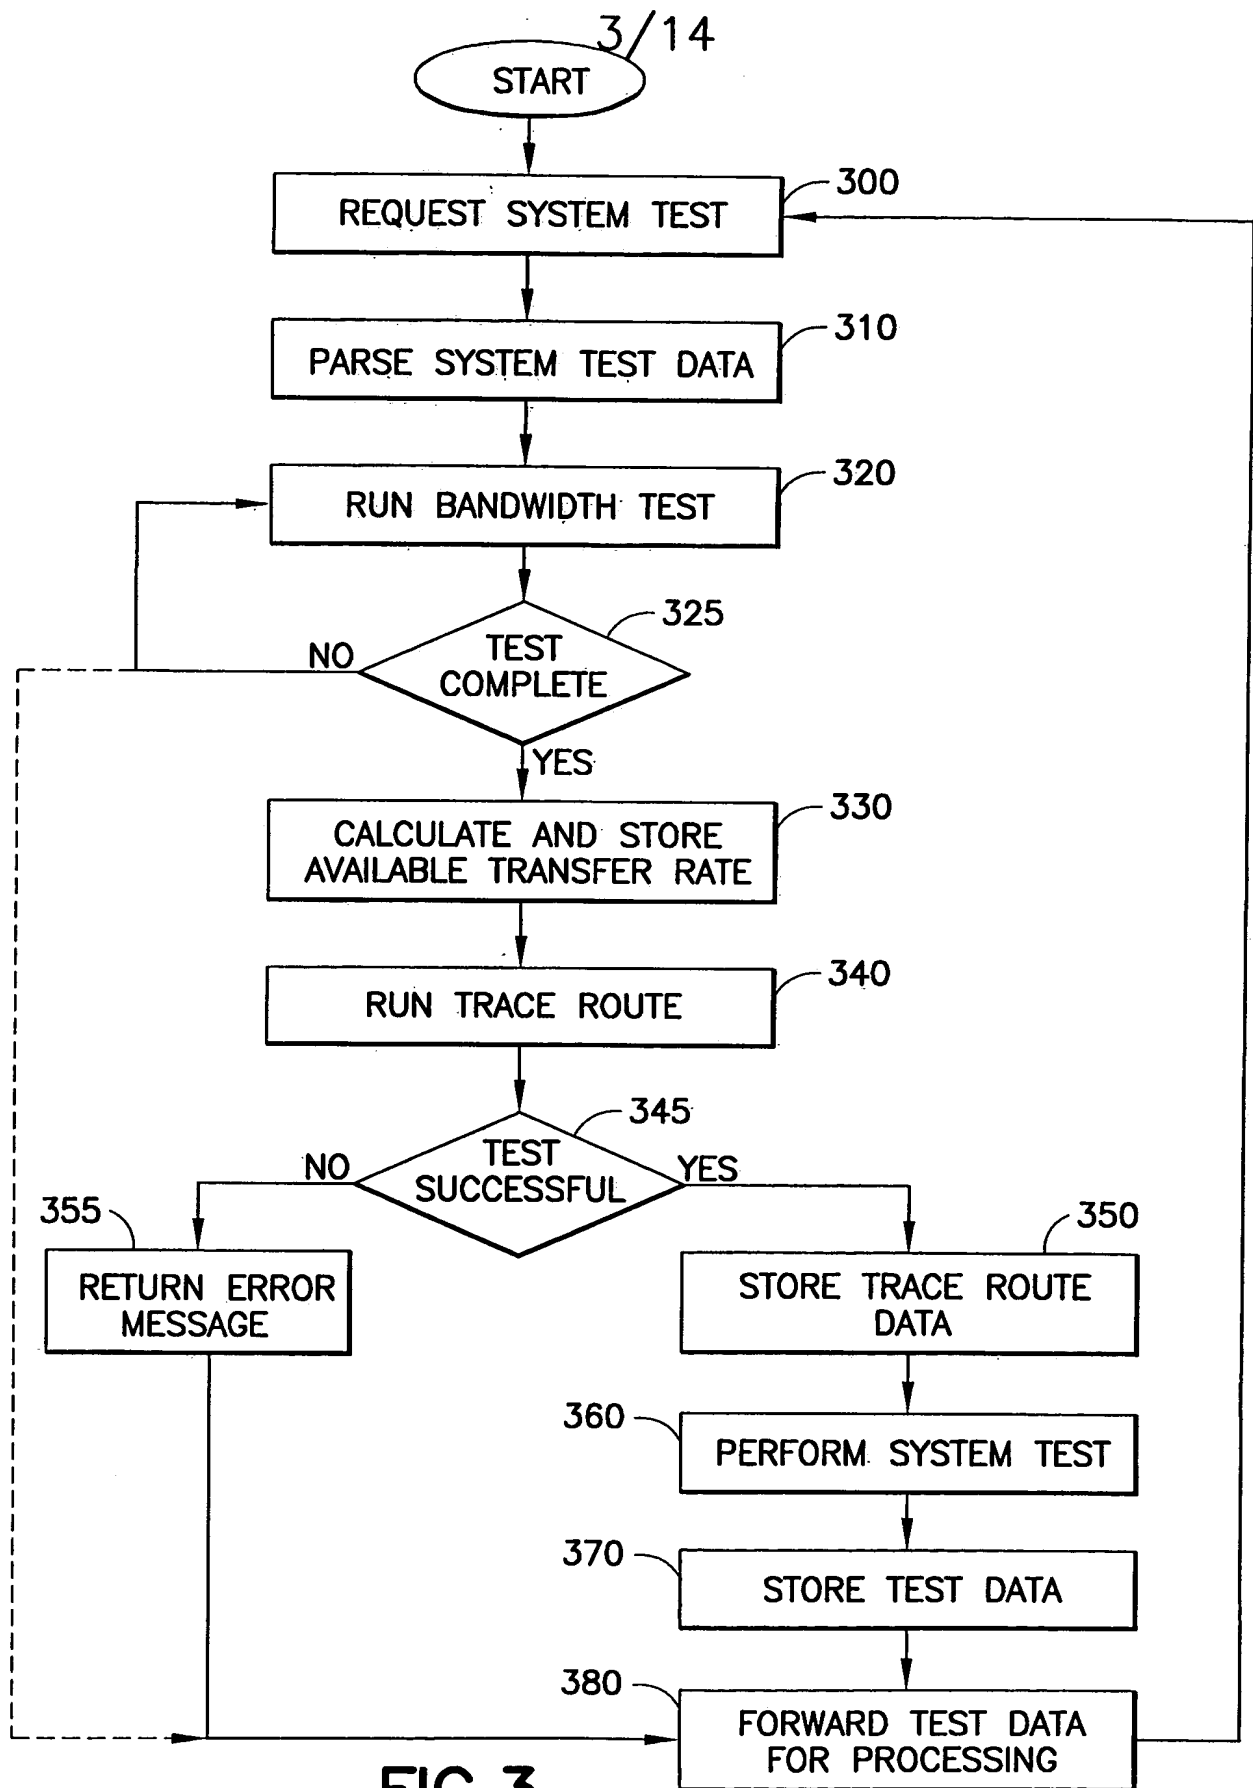 3/14
START
300
REQUEST SYSTEM TEST
310
PARSE SYSTEM TEST DATA
320
RUN BANDWIDTH TEST
325
TEST
COMPLETE
NO
YES
330
CALCULATE AND STORE
AVAILABLE TRANSFER RATE
340
RUN TRACE ROUTE
345
TEST
SUCCESSFUL
NO
YES
355
RETURN ERROR
MESSAGE
350
STORE TRACE ROUTE
DATA
360
PERFORM SYSTEM TEST
370
STORE TEST DATA
380
FORWARD TEST DATA
FOR PROCESSING
FIG.3